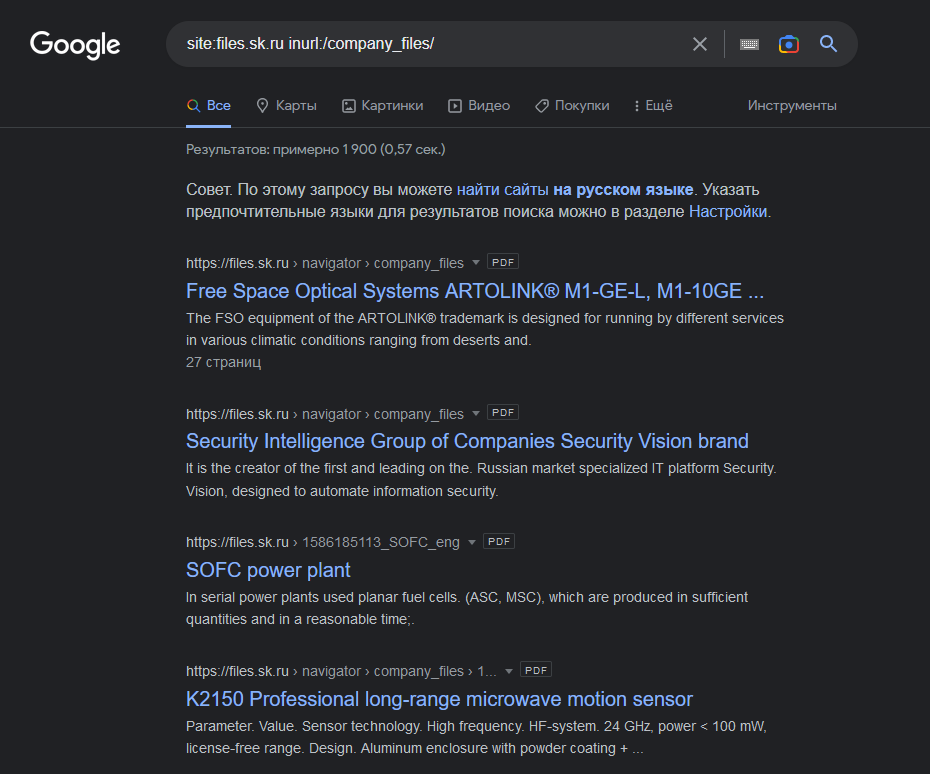 Google
site:files.sk.ru inurl:/company_files/
Все Карты Картинки Видео Покупки Ещё Инструменты
Результатов: примерно 1 900 (0,57 сек.)
Совет. По этому запросу вы можете найти сайты на русском языке. Указать
предпочтительные языки для результатов поиска можно в разделе Настройки.
https://files.sk.ru › navigator › company_files PDF
Free Space Optical Systems ARTOLINK® M1-GE-L, M1-10GE ...
The FSO equipment of the ARTOLINK® trademark is designed for running by different services
in various climatic conditions ranging from deserts and.
27 страниц
https://files.sk.ru › navigator › company_files PDF
Security Intelligence Group of Companies Security Vision brand
It is the creator of the first and leading on the. Russian market specialized IT platform Security.
Vision, designed to automate information security.
https://files.sk.ru › 1586185113_SOFC_eng PDF
SOFC power plant
In serial power plants used planar fuel cells. (ASC, MSC), which are produced in sufficient
quantities and in a reasonable time;.
https://files.sk.ru › navigator › company_files › 1... PDF
K2150 Professional long-range microwave motion sensor
Parameter. Value. Sensor technology. High frequency. HF-system. 24 GHz, power < 100 mW,
license-free range. Design. Aluminum enclosure with powder coating + ...